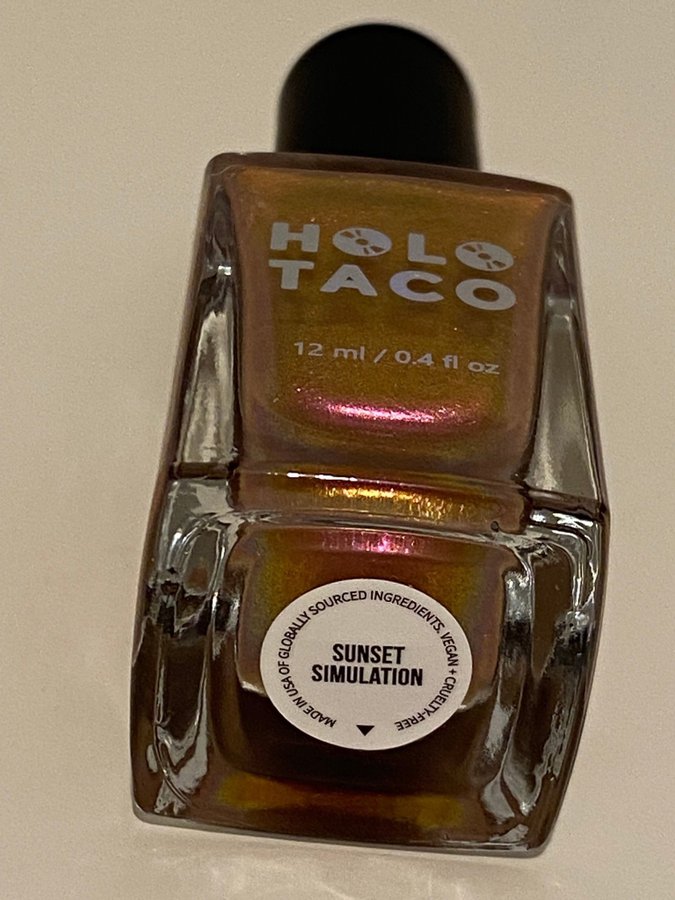 HOLO
TACO
12 ml / 0.4 fl oz
MADE IN USA OF GLOBALLY SOURCED INGREDIENTS. VEGAN + CRUELTY-FREE
SUNSET
SIMULATION